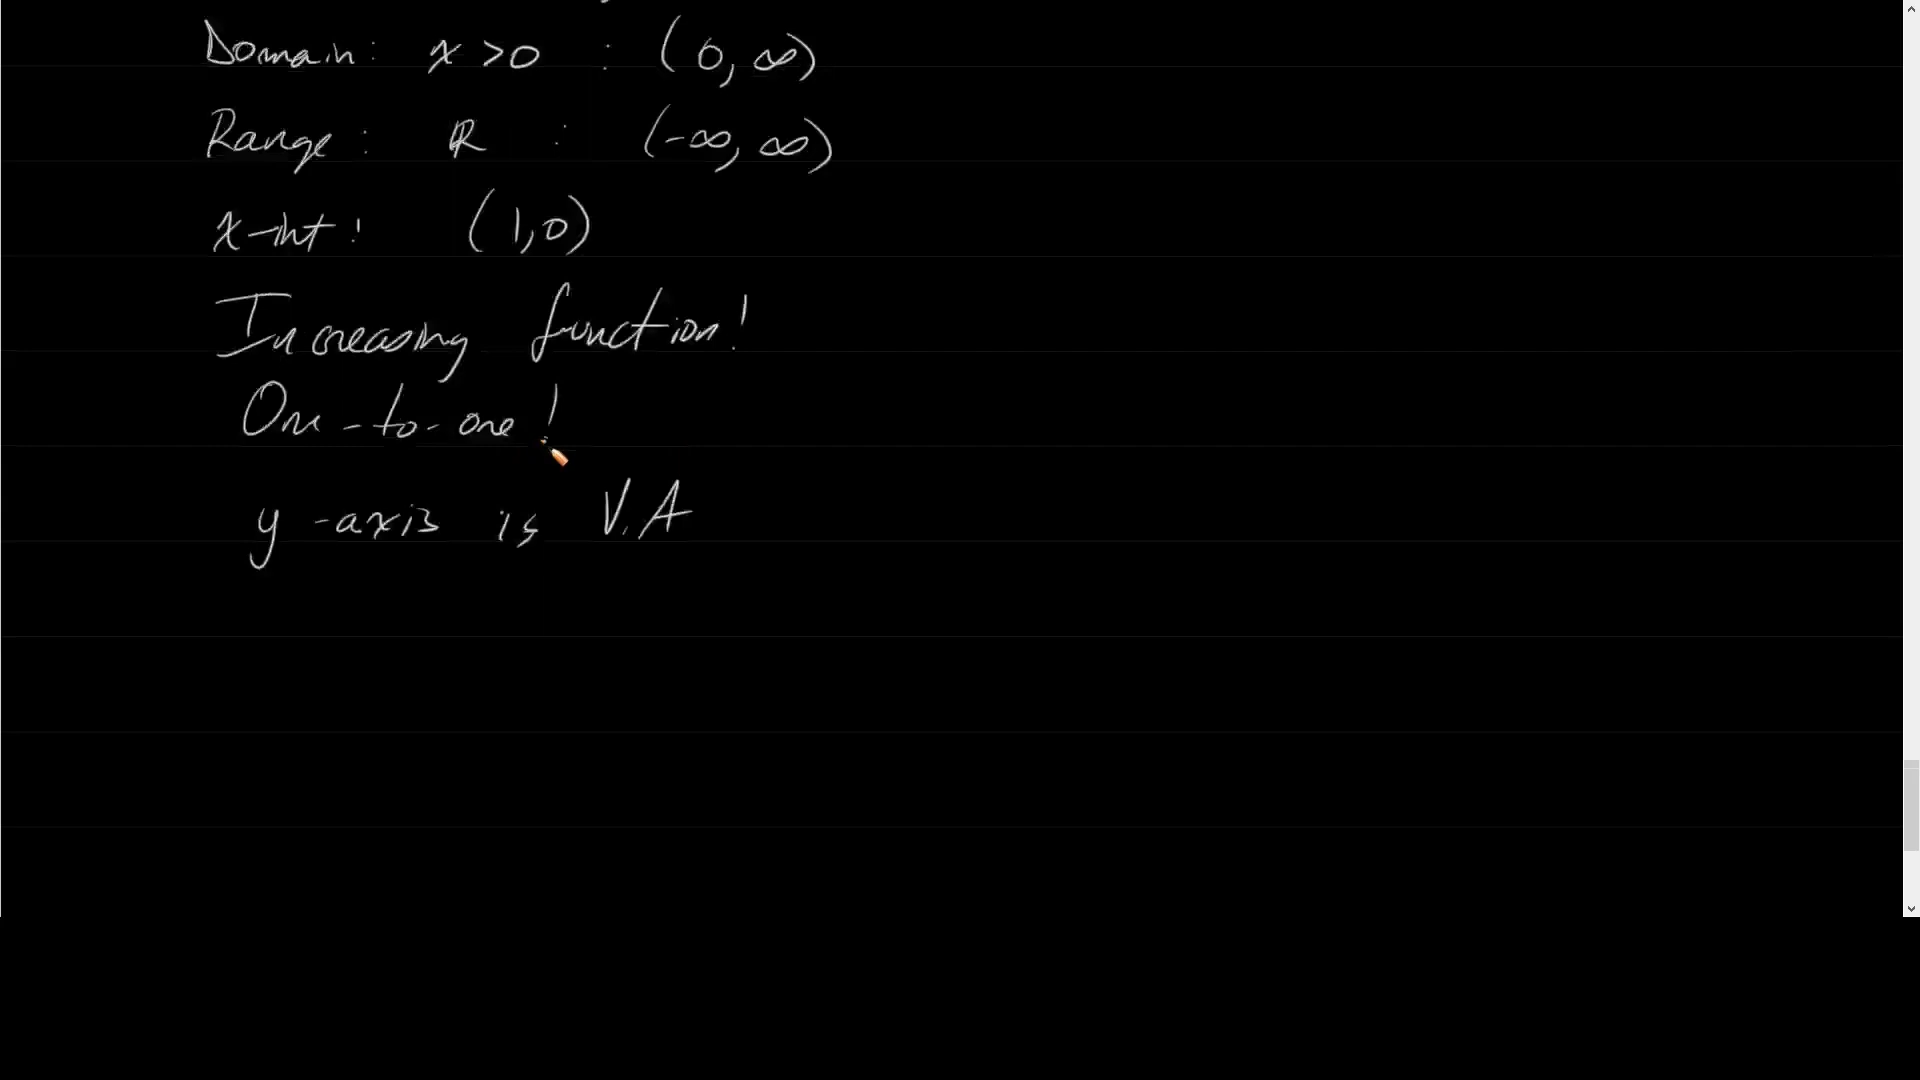 Domain: x > 0 : (0, ∞)
Range: ℝ : (-∞, ∞)
x-int: (1,0)
Increasing function!
One-to-one!
y-axis is V.A